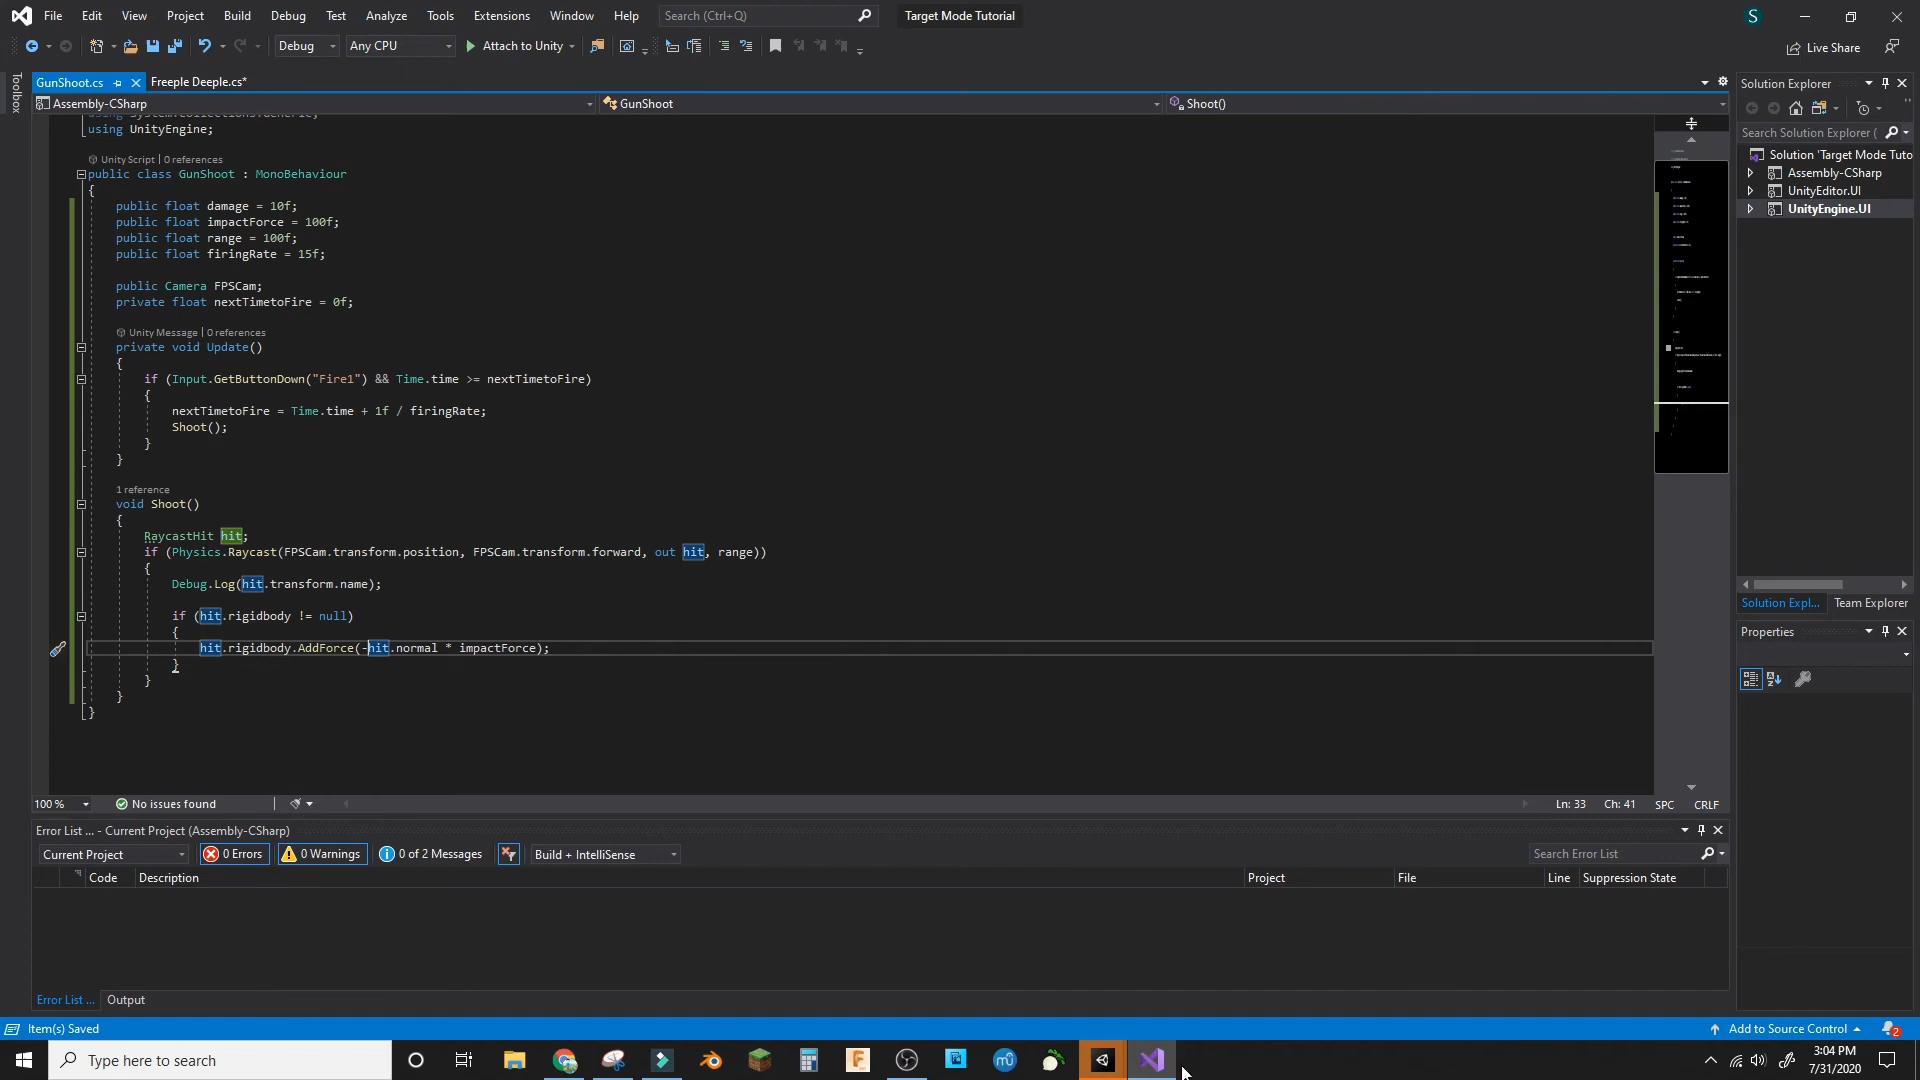 File Edit View Project Build Debug Test Analyze Tools Extensions Window Help Search (Ctrl+Q) Target Mode Tutorial S
Debug Any CPU Attach to Unity Live Share
Toolbox
GunShoot.cs Freeple Deeple.cs*
Assembly-CSharp GunShoot Shoot()
using System.Collections.Generic;
using UnityEngine;
Unity Script | 0 references
public class GunShoot : MonoBehaviour
{
public float damage = 10f;
public float impactForce = 100f;
public float range = 100f;
public float firingRate = 15f;
public Camera FPSCam;
private float nextTimetoFire = 0f;
Unity Message | 0 references
private void Update()
{
if (Input.GetButtonDown("Fire1") && Time.time >= nextTimetoFire)
{
nextTimetoFire = Time.time + 1f / firingRate;
Shoot();
}
}
1 reference
void Shoot()
{
RaycastHit hit;
if (Physics.Raycast(FPSCam.transform.position, FPSCam.transform.forward, out hit, range))
{
Debug.Log(hit.transform.name);
if (hit.rigidbody != null)
{
hit.rigidbody.AddForce(-hit.normal * impactForce);
}
}
}
}
100 % No issues found Ln: 33 Ch: 41 SPC CRLF
Error List ... - Current Project (Assembly-CSharp)
Current Project 0 Errors 0 Warnings 0 of 2 Messages Build + IntelliSense Search Error List
Code Description Project File Line Suppression State
Error List ... Output
Item(s) Saved Add to Source Control 2
Solution Explorer
Search Solution Explorer (
Solution 'Target Mode Tuto
Assembly-CSharp
UnityEditor.UI
UnityEngine.UI
Solution Expl... Team Explorer
Properties
Type here to search
3:04 PM
7/31/2020